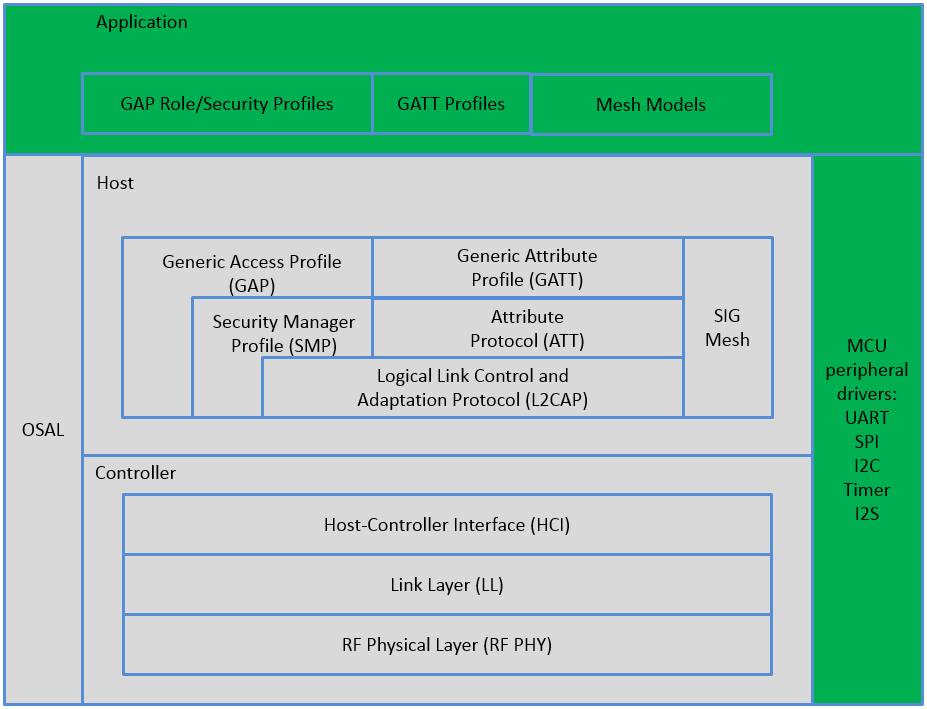 Application
GAP Role/Security Profiles
GATT Profiles
Mesh Models
Host
Generic Access Profile
(GAP)
Generic Attribute
Profile (GATT)
Security Manager
Profile (SMP)
Attribute
Protocol (ATT)
SIG
Mesh
Logical Link Control and
Adaptation Protocol (L2CAP)
OSAL
MCU
peripheral
drivers:
UART
SPI
I2C
Timer
I2S
Controller
Host-Controller Interface (HCI)
Link Layer (LL)
RF Physical Layer (RF PHY)